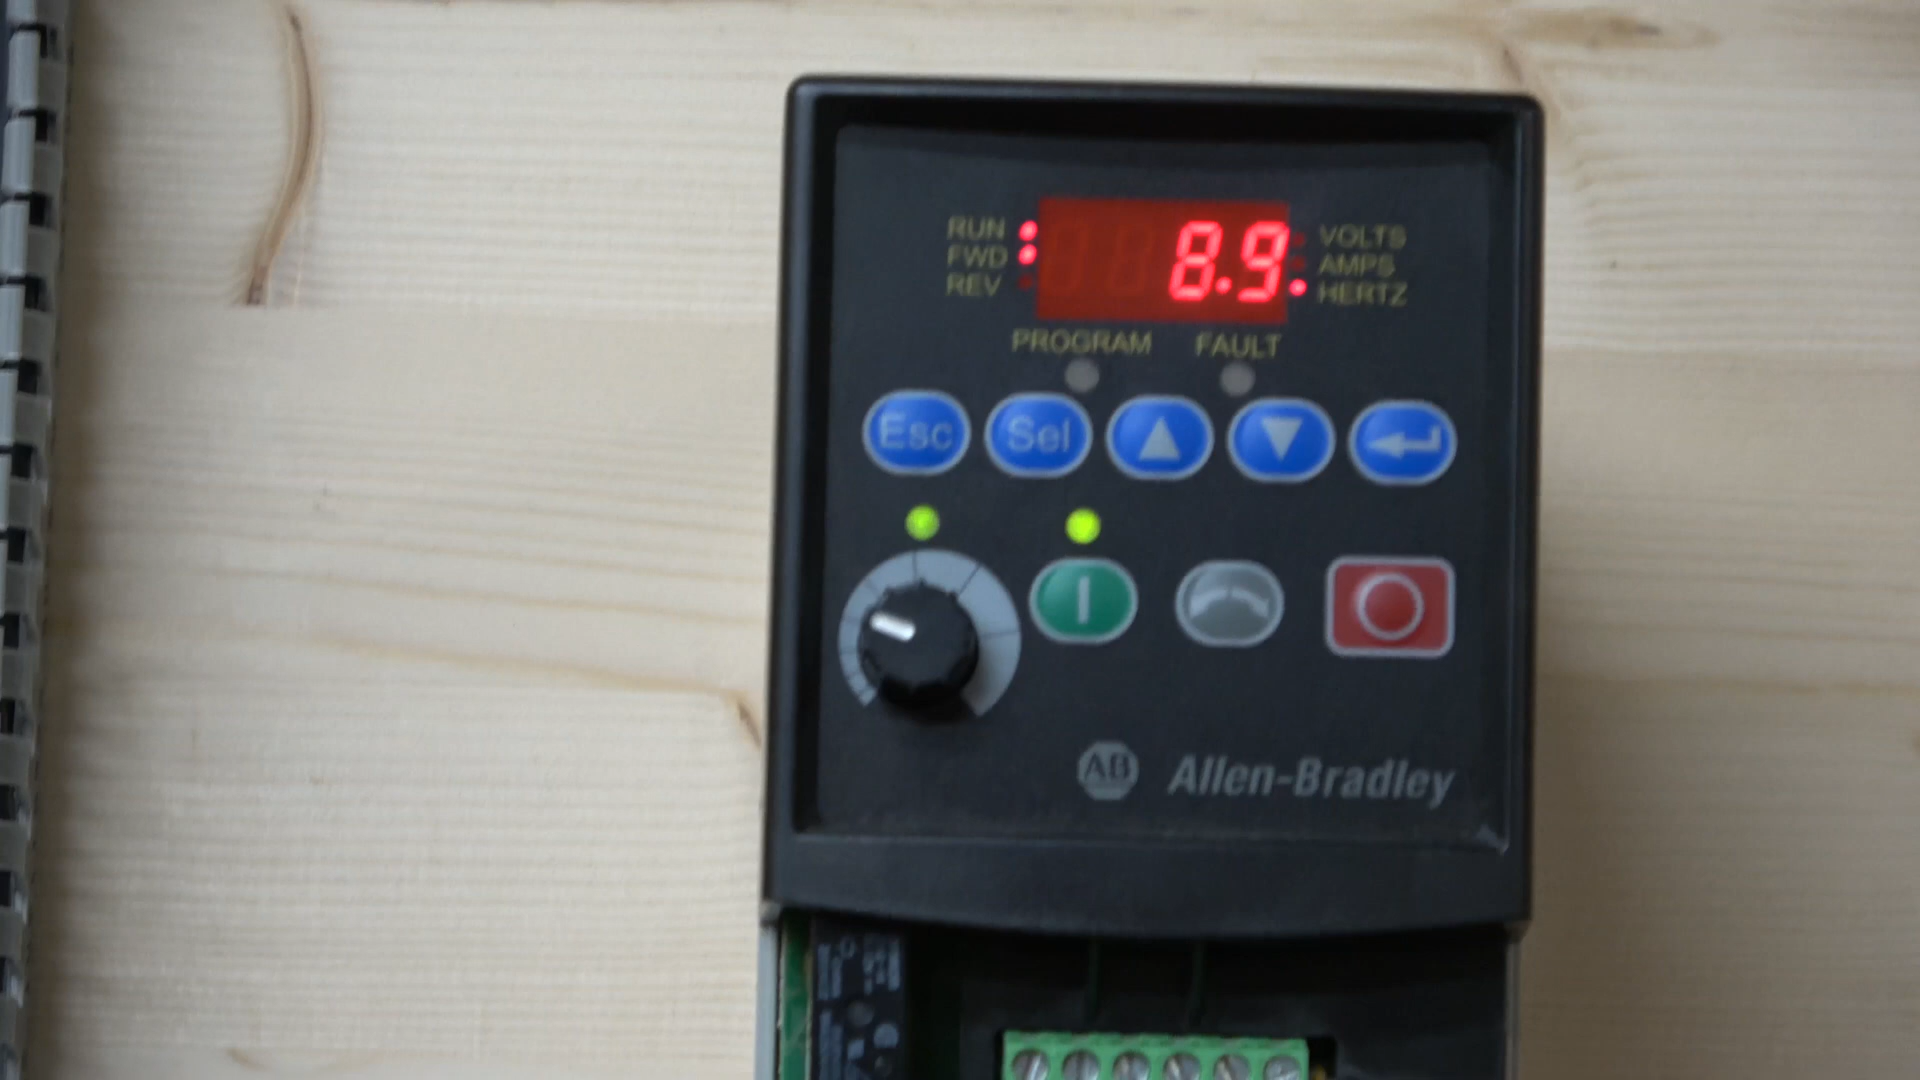 RUN
FWD
REV
8.9
VOLTS
AMPS
HERTZ
PROGRAM FAULT
Esc Sel
AB Allen-Bradley